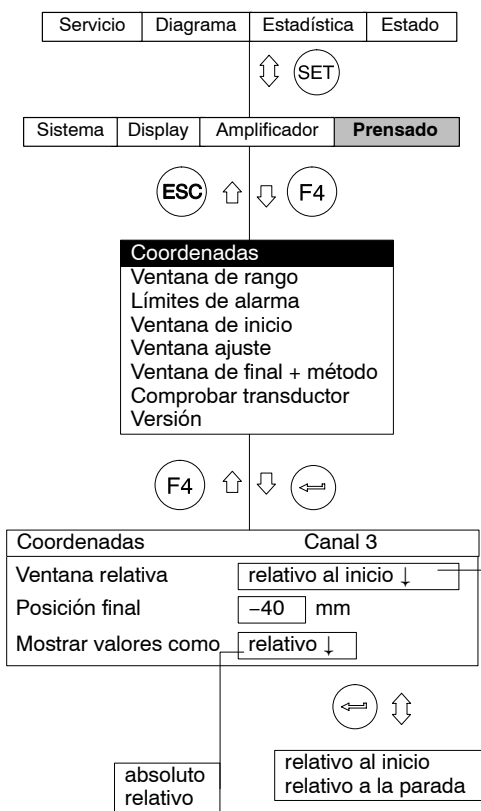 Servicio Diagrama Estadística Estado
SET
Sistema Display Amplificador Prensado
ESC F4
Coordenadas
Ventana de rango
Límites de alarma
Ventana de inicio
Ventana ajuste
Ventana de final + método
Comprobar transductor
Versión
F4
Coordenadas Canal 3
Ventana relativa relativo al inicio ↓
Posición final −40 mm
Mostrar valores como relativo ↓
relativo al inicio
relativo a la parada
absoluto
relativo